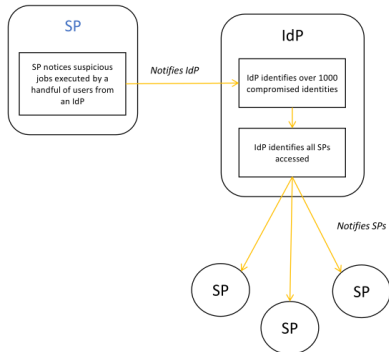 SP
SP notices suspicious
jobs executed by a
handful of users from
an IdP
Notifies IdP
IdP
IdP identifies over 1000
compromised identities
IdP identifies all SPs
accessed
Notifies SPs
SP
SP
SP